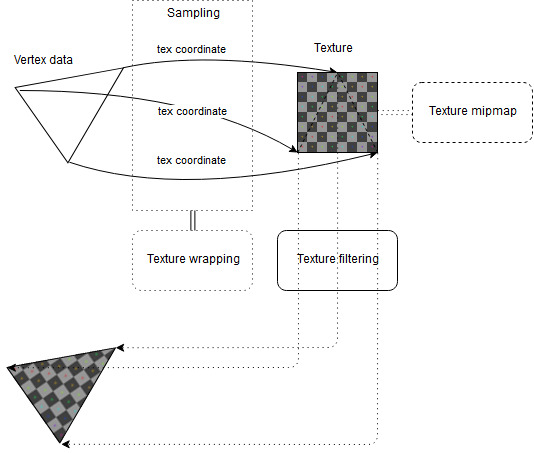 Sampling
Texture
Vertex data
tex coordinate
tex coordinate
tex coordinate
Texture mipmap
Texture wrapping
Texture filtering